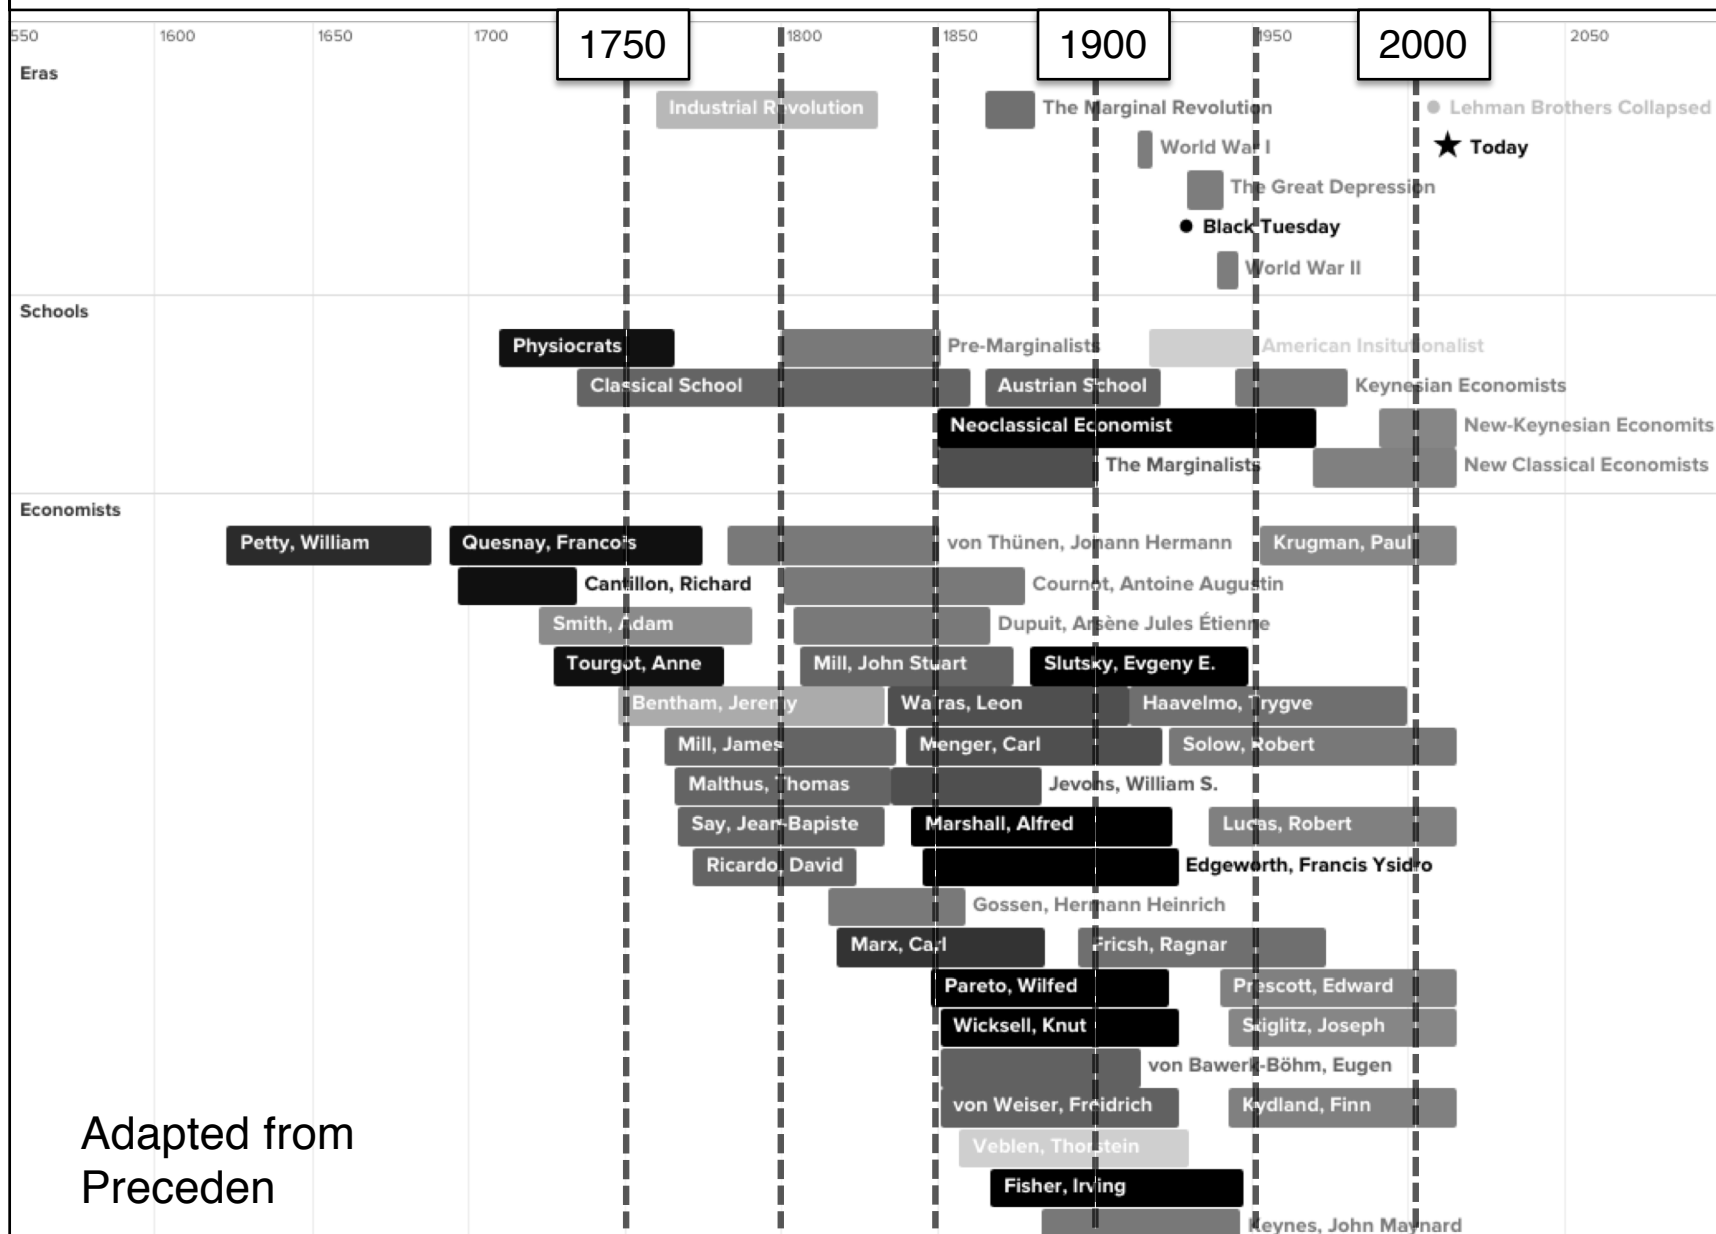 550 1600 1650 1700 1750 1800 1850 1900 1950 2000 2050
Eras
Industrial Revolution
The Marginal Revolution
Lehman Brothers Collapsed
World War I
Today
The Great Depression
Black Tuesday
World War II
Schools
Physiocrats
Pre-Marginalists
American Insitutionalist
Classical School
Austrian School
Keynesian Economists
Neoclassical Economist
New-Keynesian Economits
The Marginalists
New Classical Economists
Economists
Petty, William
Quesnay, Francois
von Thünen, Johann Hermann
Krugman, Paul
Cantillon, Richard
Cournot, Antoine Augustin
Smith, Adam
Dupuit, Arsène Jules Étienne
Tourgot, Anne
Mill, John Stuart
Slutsky, Evgeny E.
Bentham, Jeremy
Walras, Leon
Haavelmo, Trygve
Mill, James
Menger, Carl
Solow, Robert
Malthus, Thomas
Jevons, William S.
Say, Jean-Bapiste
Marshall, Alfred
Lucas, Robert
Ricardo, David
Edgeworth, Francis Ysidro
Gossen, Hermann Heinrich
Marx, Carl
Fricsh, Ragnar
Pareto, Wilfed
Prescott, Edward
Wicksell, Knut
Stiglitz, Joseph
von Bawerk-Böhm, Eugen
von Weiser, Freidrich
Kydland, Finn
Veblen, Thorstein
Fisher, Irving
Keynes, John Maynard
Adapted from
Preceden